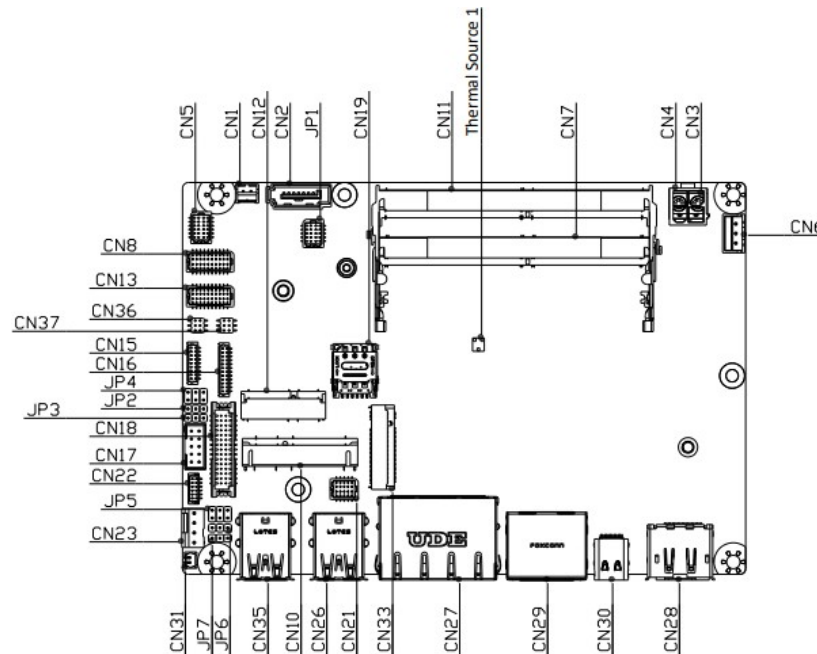 Thermal Source 1
CN5
CN1
CN12
CN2
JP1
CN19
CN11
CN7
CN4
CN3
CN6
CN8
CN13
CN36
CN37
CN15
CN16
JP4
JP2
JP3
CN18
CN17
CN22
JP5
CN23
LOTES
LOTES
UDE
FOXCONN
CN31
JP7
JP6
CN35
CN10
CN26
CN21
CN33
CN27
CN29
CN30
CN28